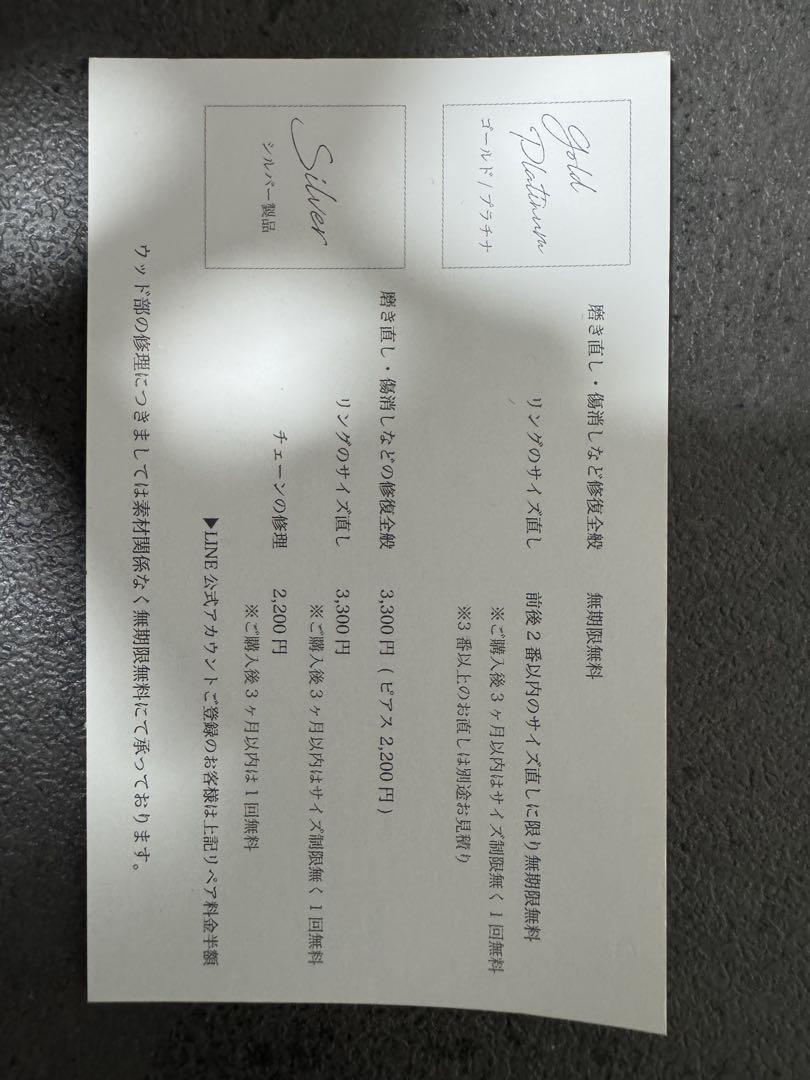 Gold
Platinum
ゴールド / プラチナ
磨き直し・傷消しなど修復全般　無期限無料
リングのサイズ直し　前後2番以内のサイズ直しに限り無期限無料
※ご購入後3ヶ月以内はサイズ制限無く1回無料
※3番以上のお直しは別途お見積り
Silver
シルバー製品
磨き直し・傷消しなどの修復全般　3,300円 ( ピアス 2,200円 )
リングのサイズ直し　3,300円
※ご購入後3ヶ月以内はサイズ制限無く1回無料
チェーンの修理　2,200円
※ご購入後3ヶ月以内は1回無料
▶LINE公式アカウントご登録のお客様は上記リペア料金半額
ウッド部の修理につきましては素材関係なく無期限無料にて承っております。